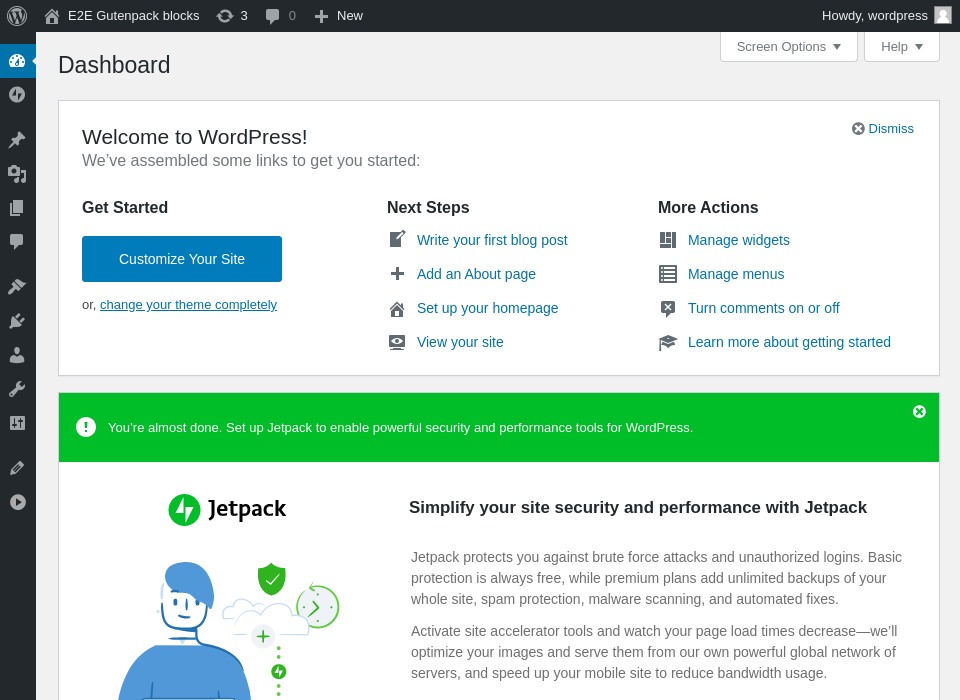 E2E Gutenpack blocks 3 0 New Howdy, wordpress
Screen Options Help
Dashboard
Welcome to WordPress!
Dismiss
We’ve assembled some links to get you started:
Get Started
Customize Your Site
or, change your theme completely
Next Steps
Write your first blog post
Add an About page
Set up your homepage
View your site
More Actions
Manage widgets
Manage menus
Turn comments on or off
Learn more about getting started
You’re almost done. Set up Jetpack to enable powerful security and performance tools for WordPress.
Jetpack
Simplify your site security and performance with Jetpack
Jetpack protects you against brute force attacks and unauthorized logins. Basic
protection is always free, while premium plans add unlimited backups of your
whole site, spam protection, malware scanning, and automated fixes.
Activate site accelerator tools and watch your page load times decrease—we’ll
optimize your images and serve them from our own powerful global network of
servers, and speed up your mobile site to reduce bandwidth usage.